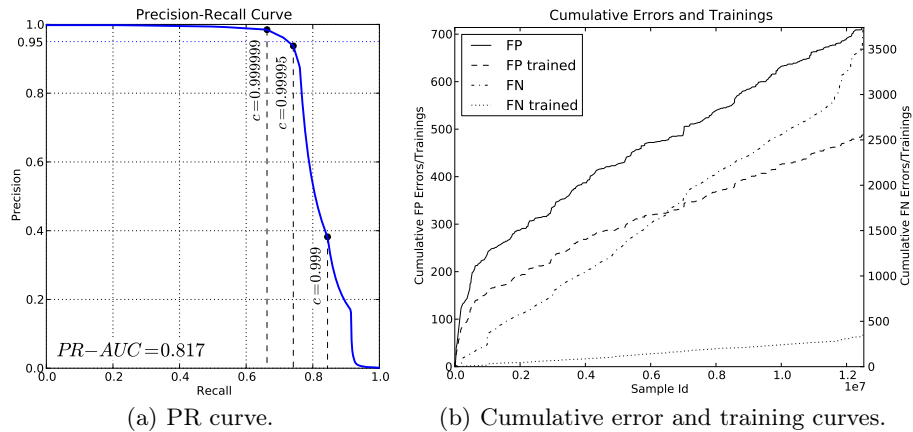 Precision-Recall Curve
1.0
0.95
0.8
0.6
0.4
0.2
0.0
Precision
c=0.999999
c=0.99995
c=0.999
PR−AUC=0.817
0.0 0.2 0.4 0.6 0.8 1.0
Recall
(a) PR curve.
Cumulative Errors and Trainings
700
600
500
400
300
200
100
0
Cumulative FP Errors/Trainings
FP
FP trained
FN
FN trained
3500
3000
2500
2000
1500
1000
500
0
Cumulative FN Errors/Trainings
0.0 0.2 0.4 0.6 0.8 1.0 1.2
1e7
Sample Id
(b) Cumulative error and training curves.